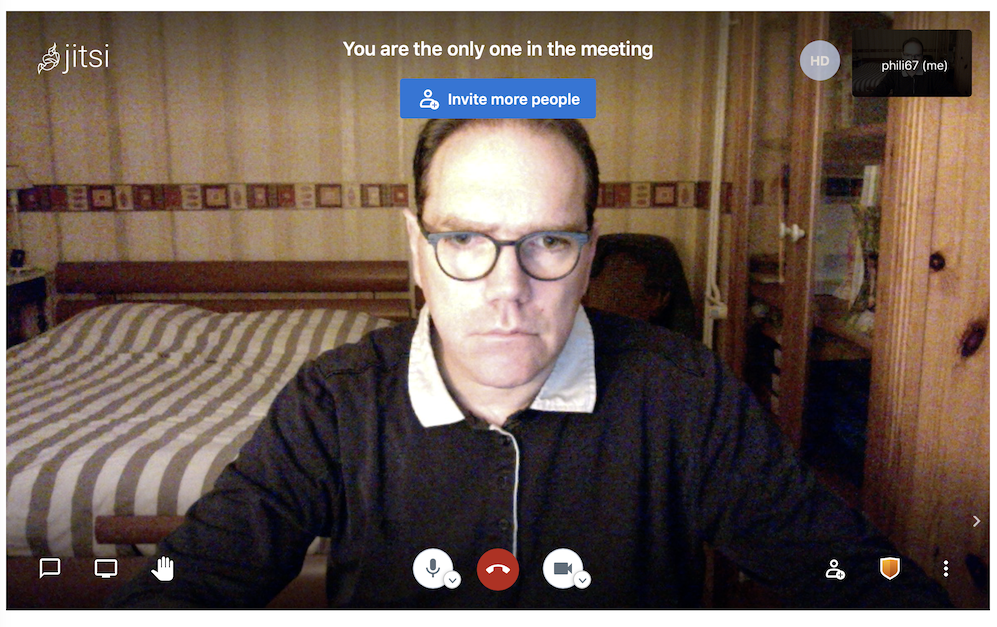 jitsi
You are the only one in the meeting
HD
phili67 (me)
Invite more people